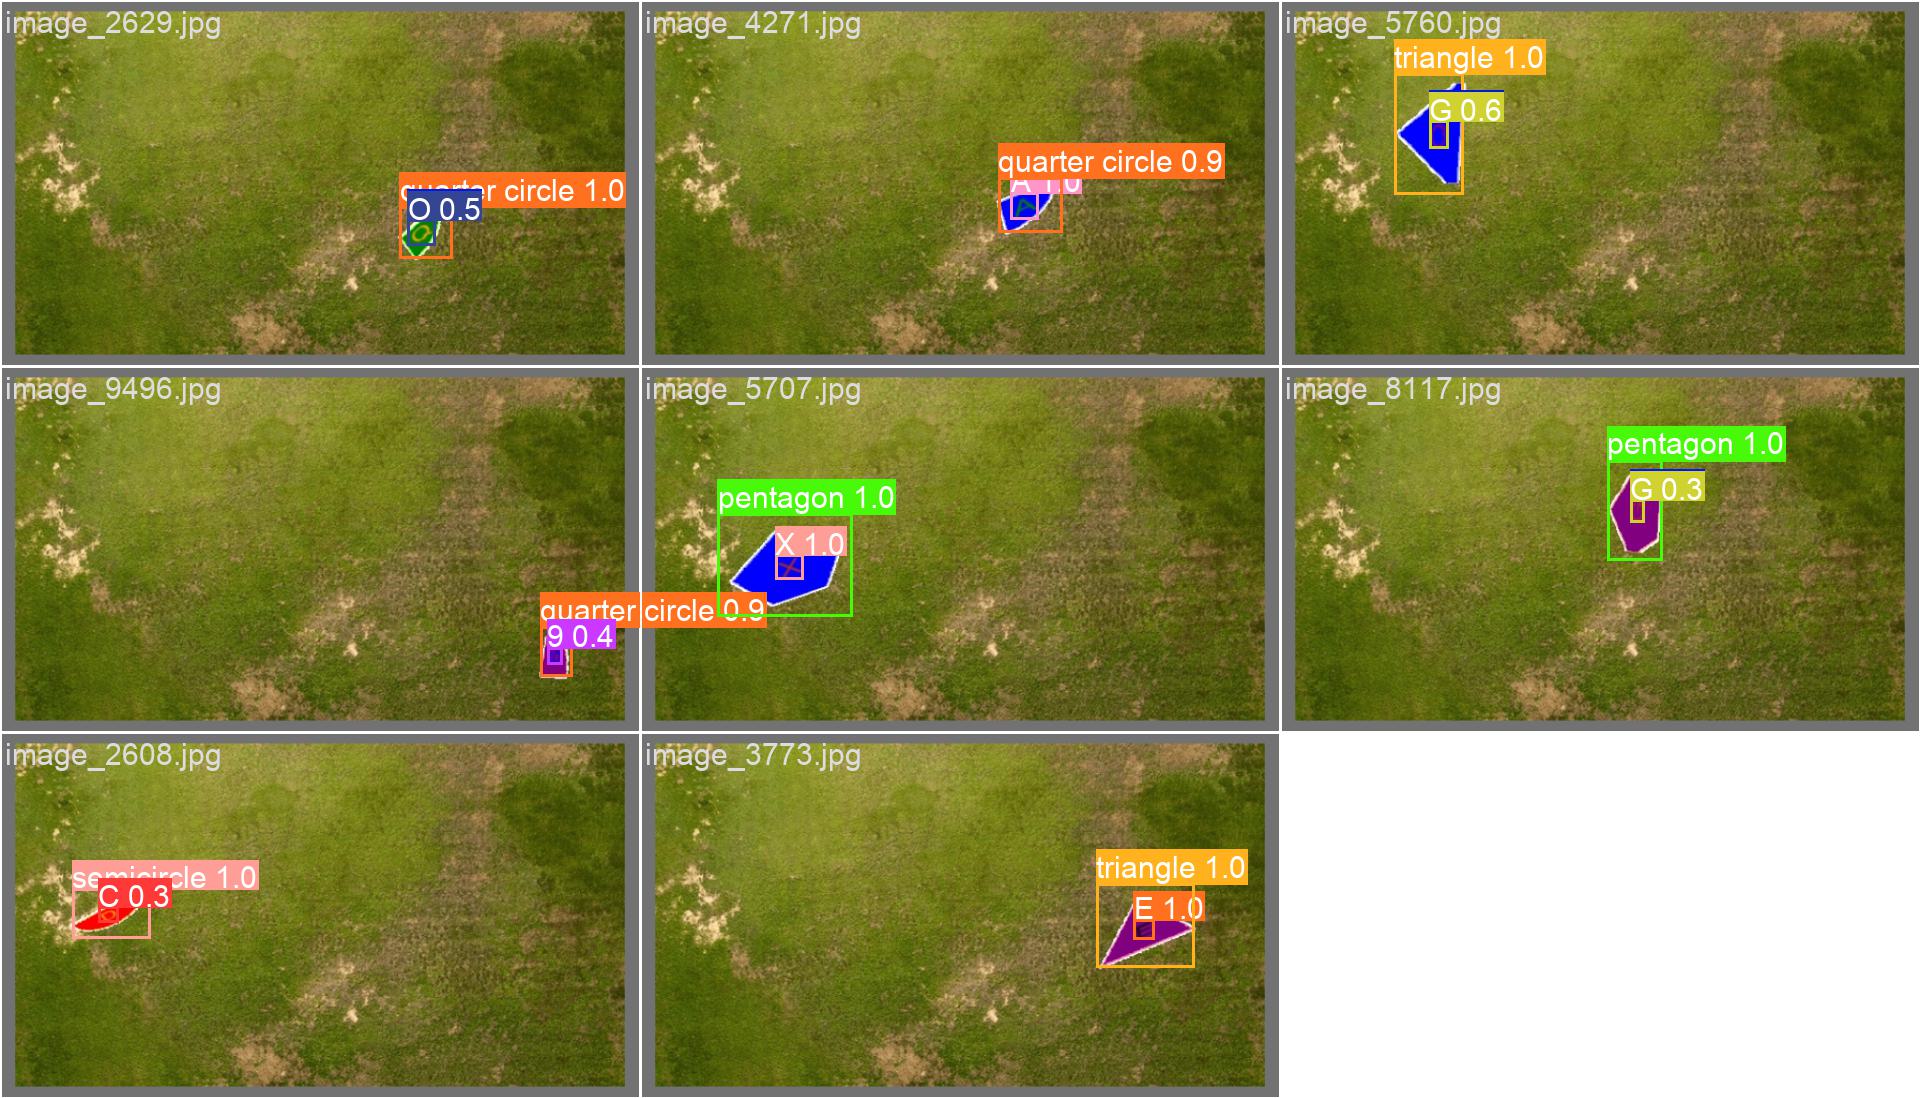 image_2629.jpg
quarter circle 1.0
O 0.5
image_4271.jpg
quarter circle 0.9
A 1.0
image_5760.jpg
triangle 1.0
G 0.6
image_9496.jpg
quarter circle 0.9
9 0.4
image_5707.jpg
pentagon 1.0
X 1.0
image_8117.jpg
pentagon 1.0
G 0.3
image_2608.jpg
semicircle 1.0
C 0.3
image_3773.jpg
triangle 1.0
E 1.0